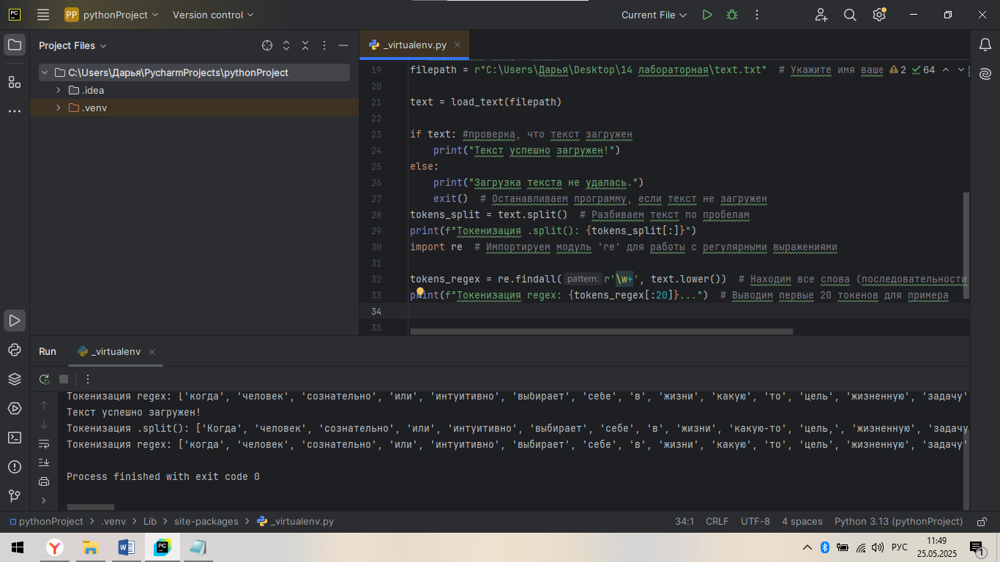 PC
PP pythonProject Version control Current File
Project Files
_virtualenv.py
C:\Users\Дарья\PycharmProjects\pythonProject
.idea
.venv
19 filepath = r"C:\Users\Дарья\Desktop\14 лабораторная\text.txt" # Укажите имя ваше 2 64
20
21 text = load_text(filepath)
22
23 if text: #проверка, что текст загружен
24 print("Текст успешно загружен!")
25 else:
26 print("Загрузка текста не удалась.")
27 exit() # Останавливаем программу, если текст не загружен
28 tokens_split = text.split() # Разбиваем текст по пробелам
29 print(f"Токенизация .split(): {tokens_split[:]}")
30 import re # Импортируем модуль 're' для работы с регулярными выражениями
31
32 tokens_regex = re.findall( pattern: r'\w+', text.lower()) # Находим все слова (последовательности
33 print(f"Токенизация regex: {tokens_regex[:20]}...") # Выводим первые 20 токенов для примера
34
35
Run _virtualenv
Токенизация regex: ['когда', 'человек', 'сознательно', 'или', 'интуитивно', 'выбирает', 'себе', 'в', 'жизни', 'какую', 'то', 'цель', 'жизненную', 'задачу'
Текст успешно загружен!
Токенизация .split(): ['Когда', 'человек', 'сознательно', 'или', 'интуитивно', 'выбирает', 'себе', 'в', 'жизни', 'какую-то', 'цель,', 'жизненную', 'задачу
Токенизация regex: ['когда', 'человек', 'сознательно', 'или', 'интуитивно', 'выбирает', 'себе', 'в', 'жизни', 'какую', 'то', 'цель', 'жизненную', 'задачу'
Process finished with exit code 0
pythonProject > .venv > Lib > site-packages > _virtualenv.py 34:1 CRLF UTF-8 4 spaces Python 3.13 (pythonProject)
РУС
11:49
25.05.2025
1